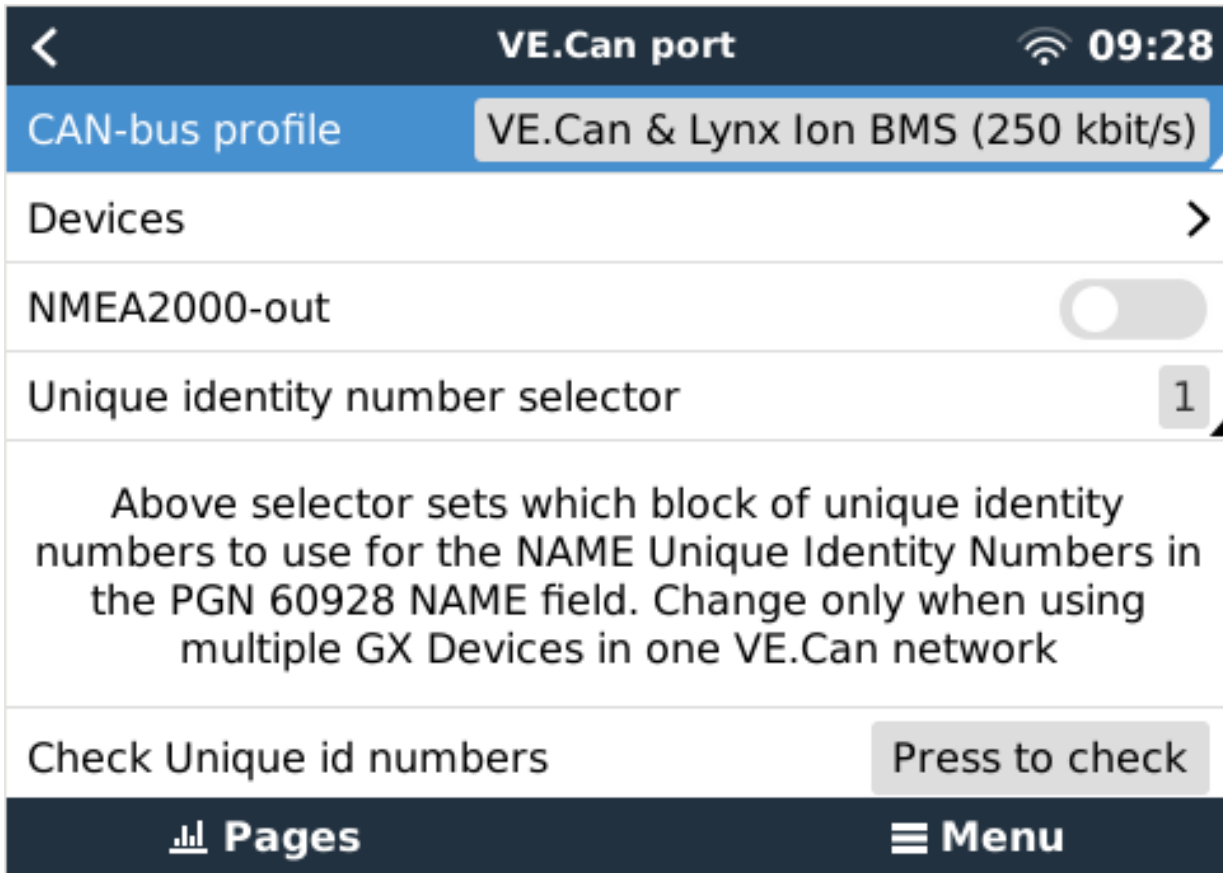 VE.Can port 09:28
CAN-bus profile VE.Can & Lynx Ion BMS (250 kbit/s)
Devices
NMEA2000-out
Unique identity number selector 1
Above selector sets which block of unique identity
numbers to use for the NAME Unique Identity Numbers in
the PGN 60928 NAME field. Change only when using
multiple GX Devices in one VE.Can network
Check Unique id numbers Press to check
Pages Menu